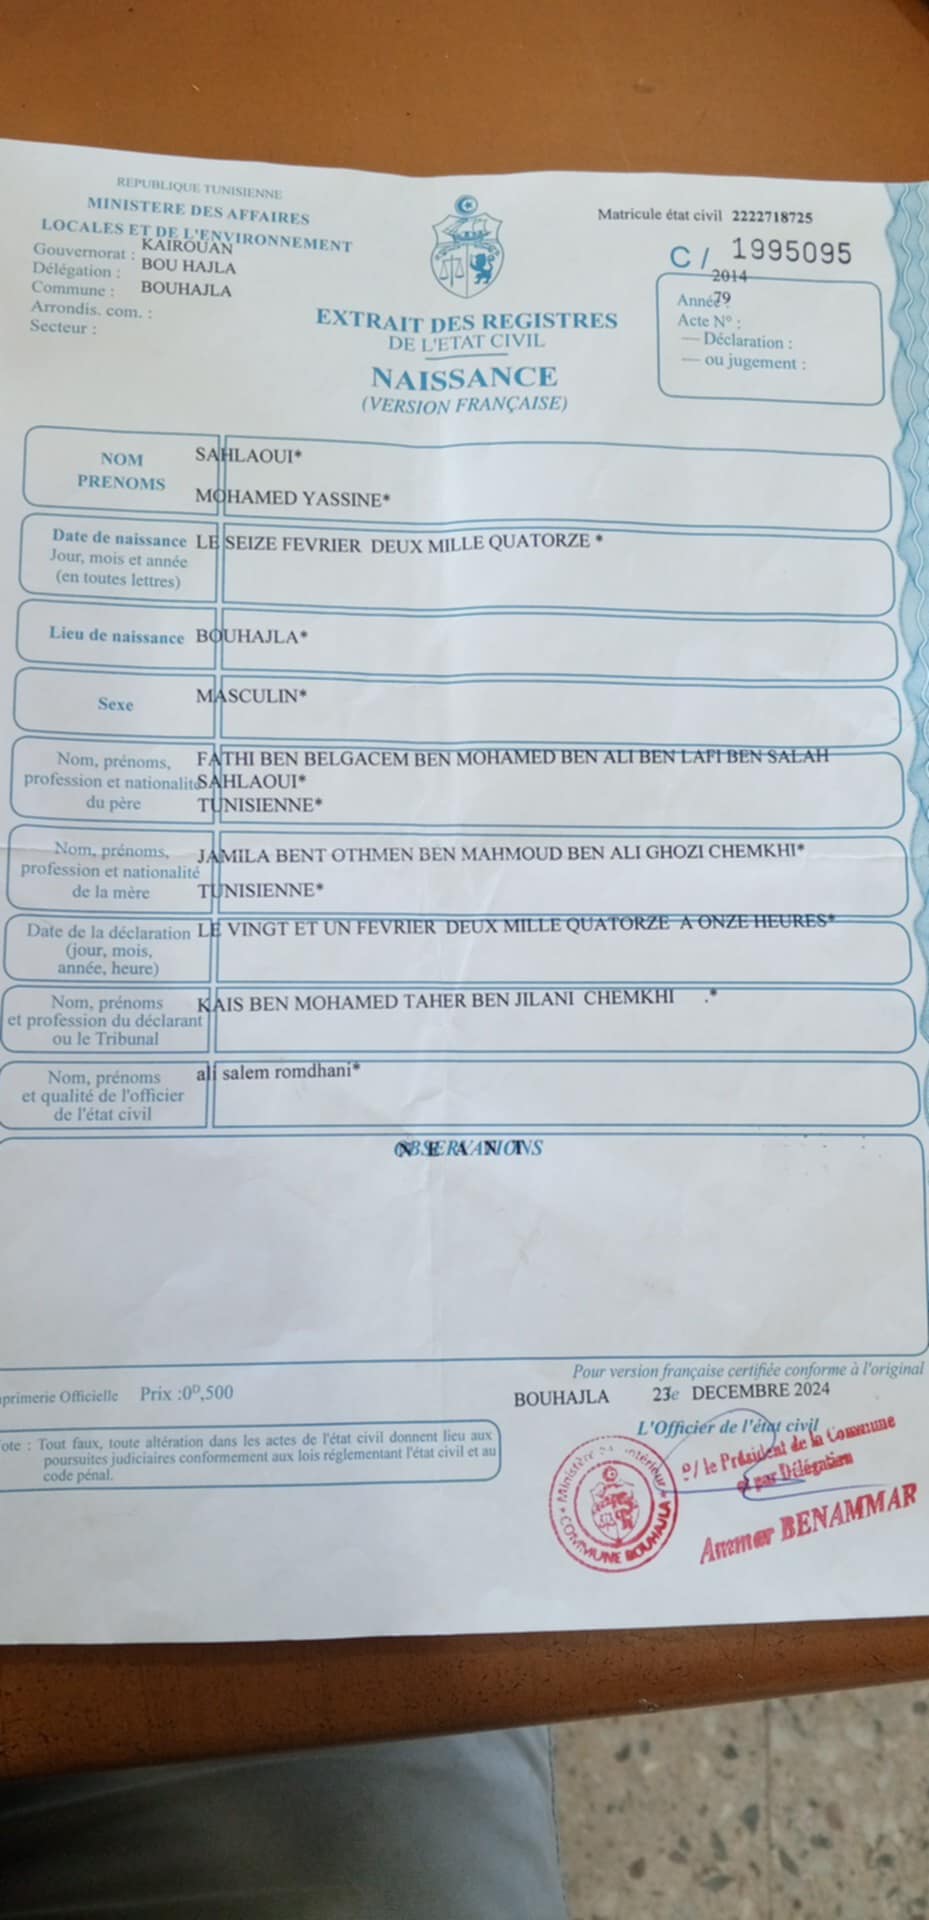 REPUBLIQUE TUNISIENNE
MINISTERE DES AFFAIRES
LOCALES ET DE L'ENVIRONNEMENT
Gouvernorat : KAIROUAN
Délégation : BOU HAJLA
Commune : BOUHAJLA
Arrondis. com. :
Secteur :
Matricule état civil 2222718725
C/ 1995095
2014
Année 79
Acte N° :
— Déclaration :
— ou jugement :
EXTRAIT DES REGISTRES
DE L'ETAT CIVIL
NAISSANCE
(VERSION FRANÇAISE)
NOM SAHLAOUI*
PRENOMS MOHAMED YASSINE*
Date de naissance LE SEIZE FEVRIER DEUX MILLE QUATORZE *
Jour, mois et année
(en toutes lettres)
Lieu de naissance BOUHAJLA*
Sexe MASCULIN*
Nom, prénoms, FATHI BEN BELGACEM BEN MOHAMED BEN ALI BEN LAFI BEN SALAH
profession et nationalité SAHLAOUI*
du père TUNISIENNE*
Nom, prénoms, JAMILA BENT OTHMEN BEN MAHMOUD BEN ALI GHOZI CHEMKHI*
profession et nationalité
de la mère TUNISIENNE*
Date de la déclaration LE VINGT ET UN FEVRIER DEUX MILLE QUATORZE A ONZE HEURES*
(jour, mois,
année, heure)
Nom, prénoms KAIS BEN MOHAMED TAHER BEN JILANI CHEMKHI .*
et profession du déclarant
ou le Tribunal
Nom, prénoms ali salem romdhani*
et qualité de l'officier
de l'état civil
OBSERVATIONS
NEANT
Pour version française certifiée conforme à l'original
primerie Officielle Prix :0ᴰ,500
BOUHAJLA 23e DECEMBRE 2024
L'Officier de l'état civil
ote : Tout faux, toute altération dans les actes de l'état civil donnent lieu aux
poursuites judiciaires conformement aux lois réglementant l'état civil et au
code pénal.
P/ le Président de la Commune
et par Délégation
Ammar BENAMMAR
Ministère Intérieur
COMMUNE BOUHAJLA